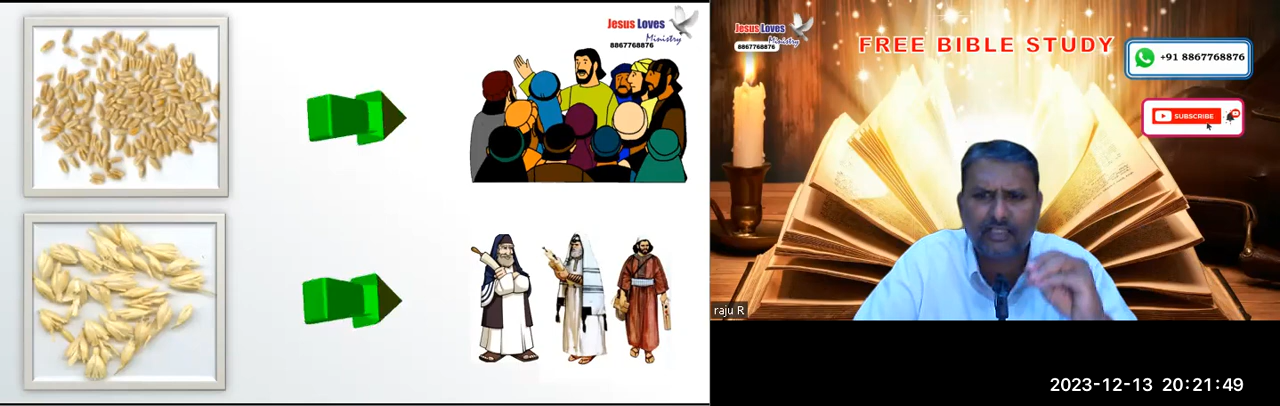 Jesus Loves
Ministry
8867768876
Jesus Loves
Ministry
8867768876
FREE BIBLE STUDY
+91 8867768876
SUBSCRIBE
raju R
2023-12-13 20:21:49